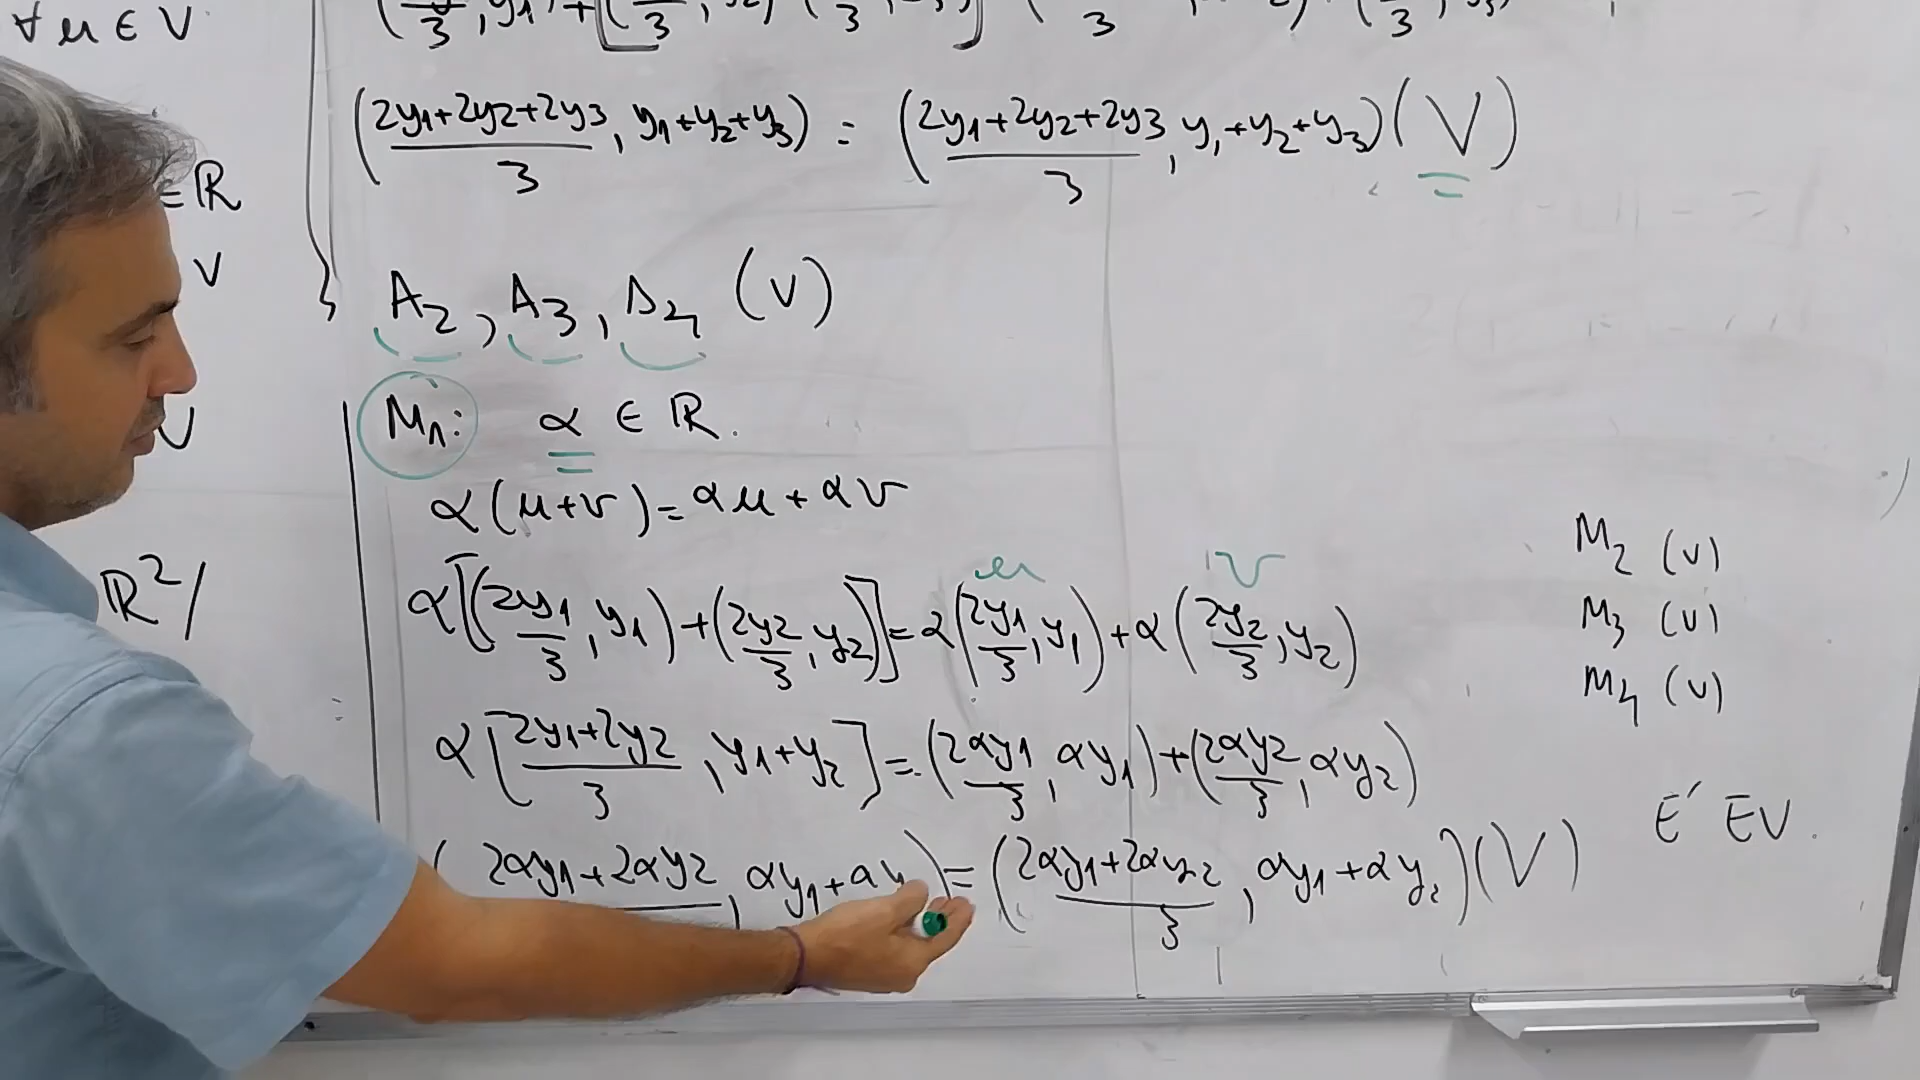 ∀ u ∈ V
∈ ℝ
V
V
ℝ²/
(2y1+2y2+2y3/3, y1+y2+y3) = (2y1+2y2+2y3/3, y1+y2+y3) (V)
A2, A3, A4 (V)
M1: α ∈ ℝ.
α(u+v) = αu + αv
u v
α[(2y1/3, y1) + (2y2/3, y2)] = α(2y1/3, y1) + α(2y2/3, y2)
α[2y1+2y2/3, y1+y2] = (2αy1/3, αy1) + (2αy2/3, αy2)
(2αy1+2αy2, αy1+αy) = (2αy1+2αy2/3, αy1+αy2) (V)
M2 (V)
M3 (V)
M4 (V)
E' EV.